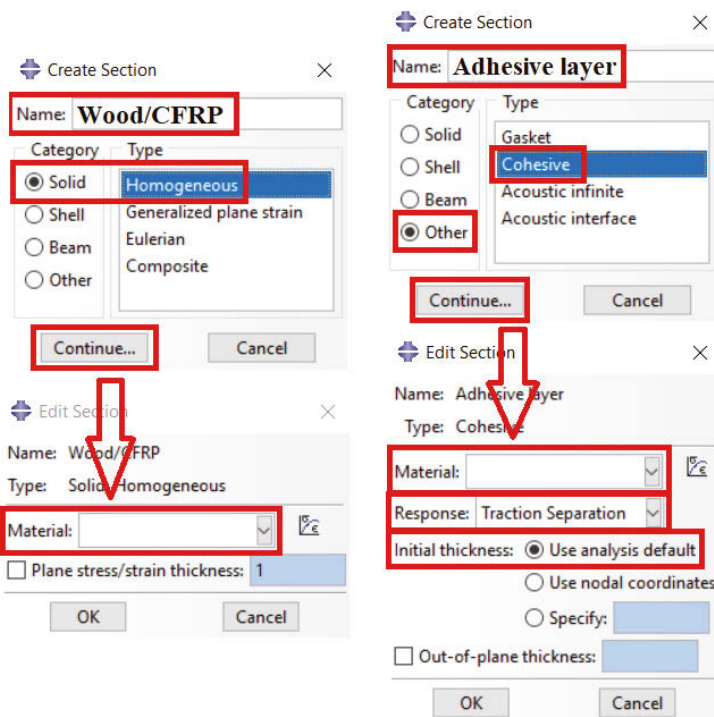 Create Section
Name: Wood/CFRP
Category Type
Solid
Shell
Beam
Other
Homogeneous
Generalized plane strain
Eulerian
Composite
Continue...
Cancel
Edit Section
Name: Wood/CFRP
Type: Solid, Homogeneous
Material:
Plane stress/strain thickness: 1
OK
Cancel
Create Section
Name: Adhesive layer
Category Type
Solid
Shell
Beam
Other
Gasket
Cohesive
Acoustic infinite
Acoustic interface
Continue...
Cancel
Edit Section
Name: Adhesive layer
Type: Cohesive
Material:
Response: Traction Separation
Initial thickness: Use analysis default
Use nodal coordinates
Specify:
Out-of-plane thickness:
OK
Cancel